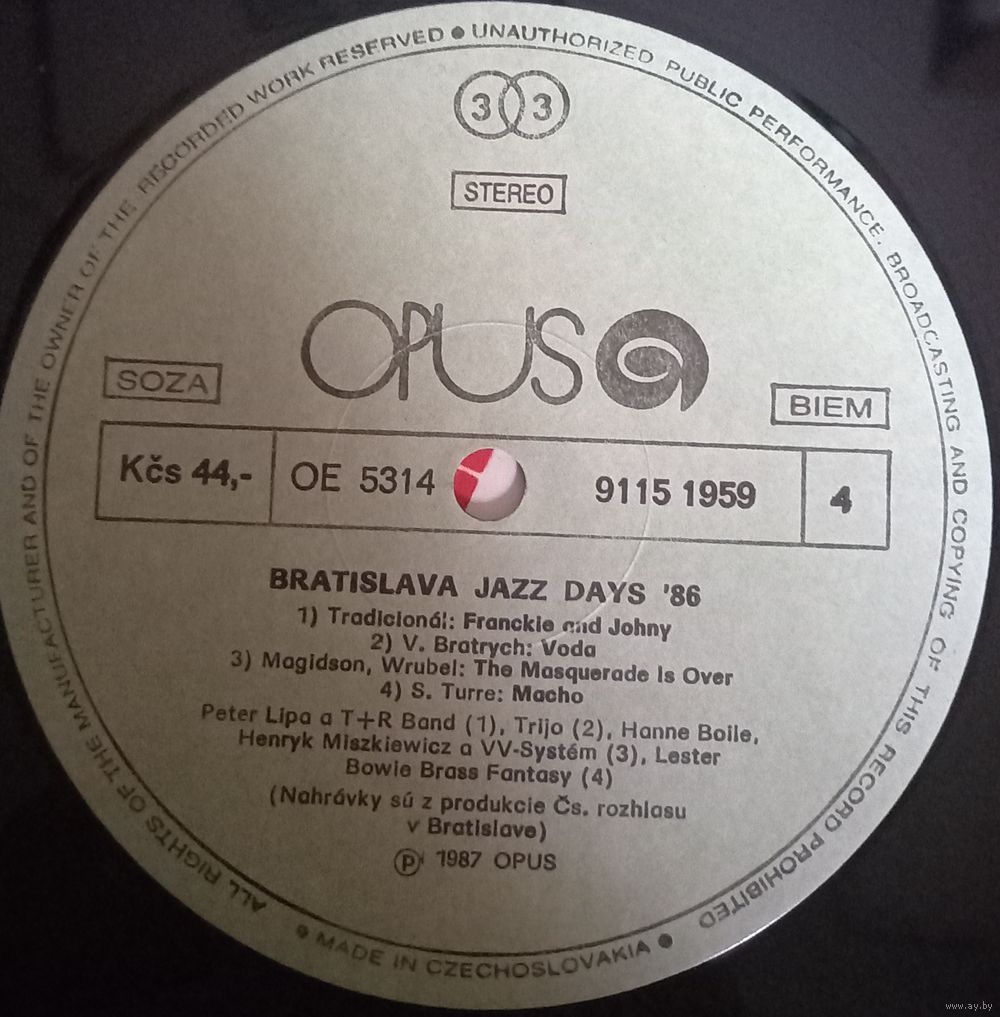 ALL RIGHTS OF THE MANUFACTURER AND OF THE OWNER OF THE RECORDED WORK RESERVED ● UNAUTHORIZED PUBLIC PERFORMANCE. BROADCASTING AND COPYING OF THIS RECORD PROHIBITED
33
STEREO
OPUS
SOZA
BIEM
Kčs 44,- OE 5314 9115 1959 4
BRATISLAVA JAZZ DAYS '86
1) Tradicionál: Franckie and Johny
2) V. Bratrych: Voda
3) Magidson, Wrubel: The Masquerade Is Over
4) S. Turre: Macho
Peter Lipa a T+R Band (1), Trijo (2), Hanne Boile,
Henryk Miszkiewicz a VV-Systém (3), Lester
Bowie Brass Fantasy (4)
(Nahrávky sú z produkcie Čs. rozhlasu
v Bratislave)
Ⓟ 1987 OPUS
● MADE IN CZECHOSLOVAKIA ●
www.ay.by